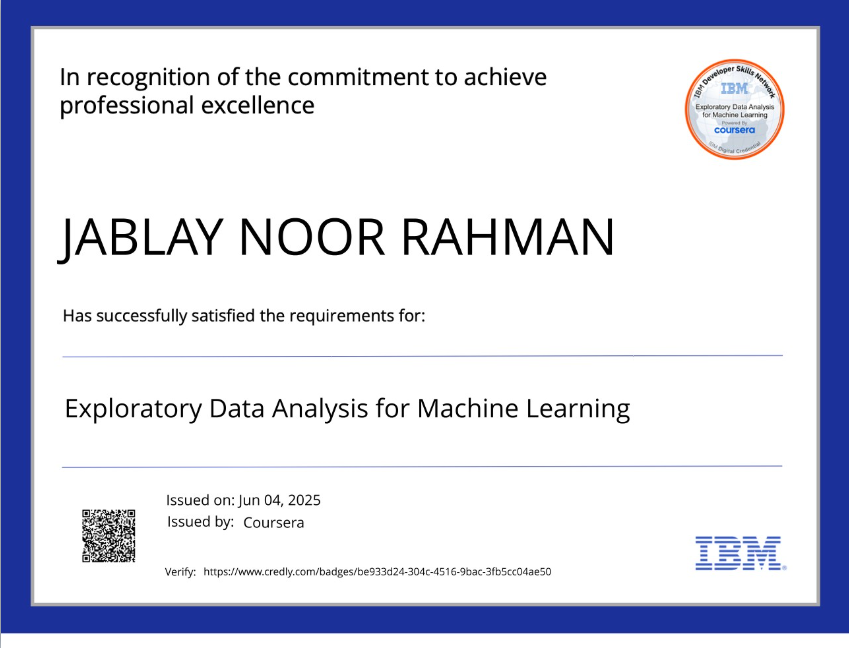 In recognition of the commitment to achieve
professional excellence
IBM Developer Skills Network
IBM
Exploratory Data Analysis
for Machine Learning
Powered by
coursera
IBM Digital Credential
JABLAY NOOR RAHMAN
Has successfully satisfied the requirements for:
Exploratory Data Analysis for Machine Learning
Issued on: Jun 04, 2025
Issued by: Coursera
Verify: https://www.credly.com/badges/be933d24-304c-4516-9bac-3fb5cc04ae50
IBM®